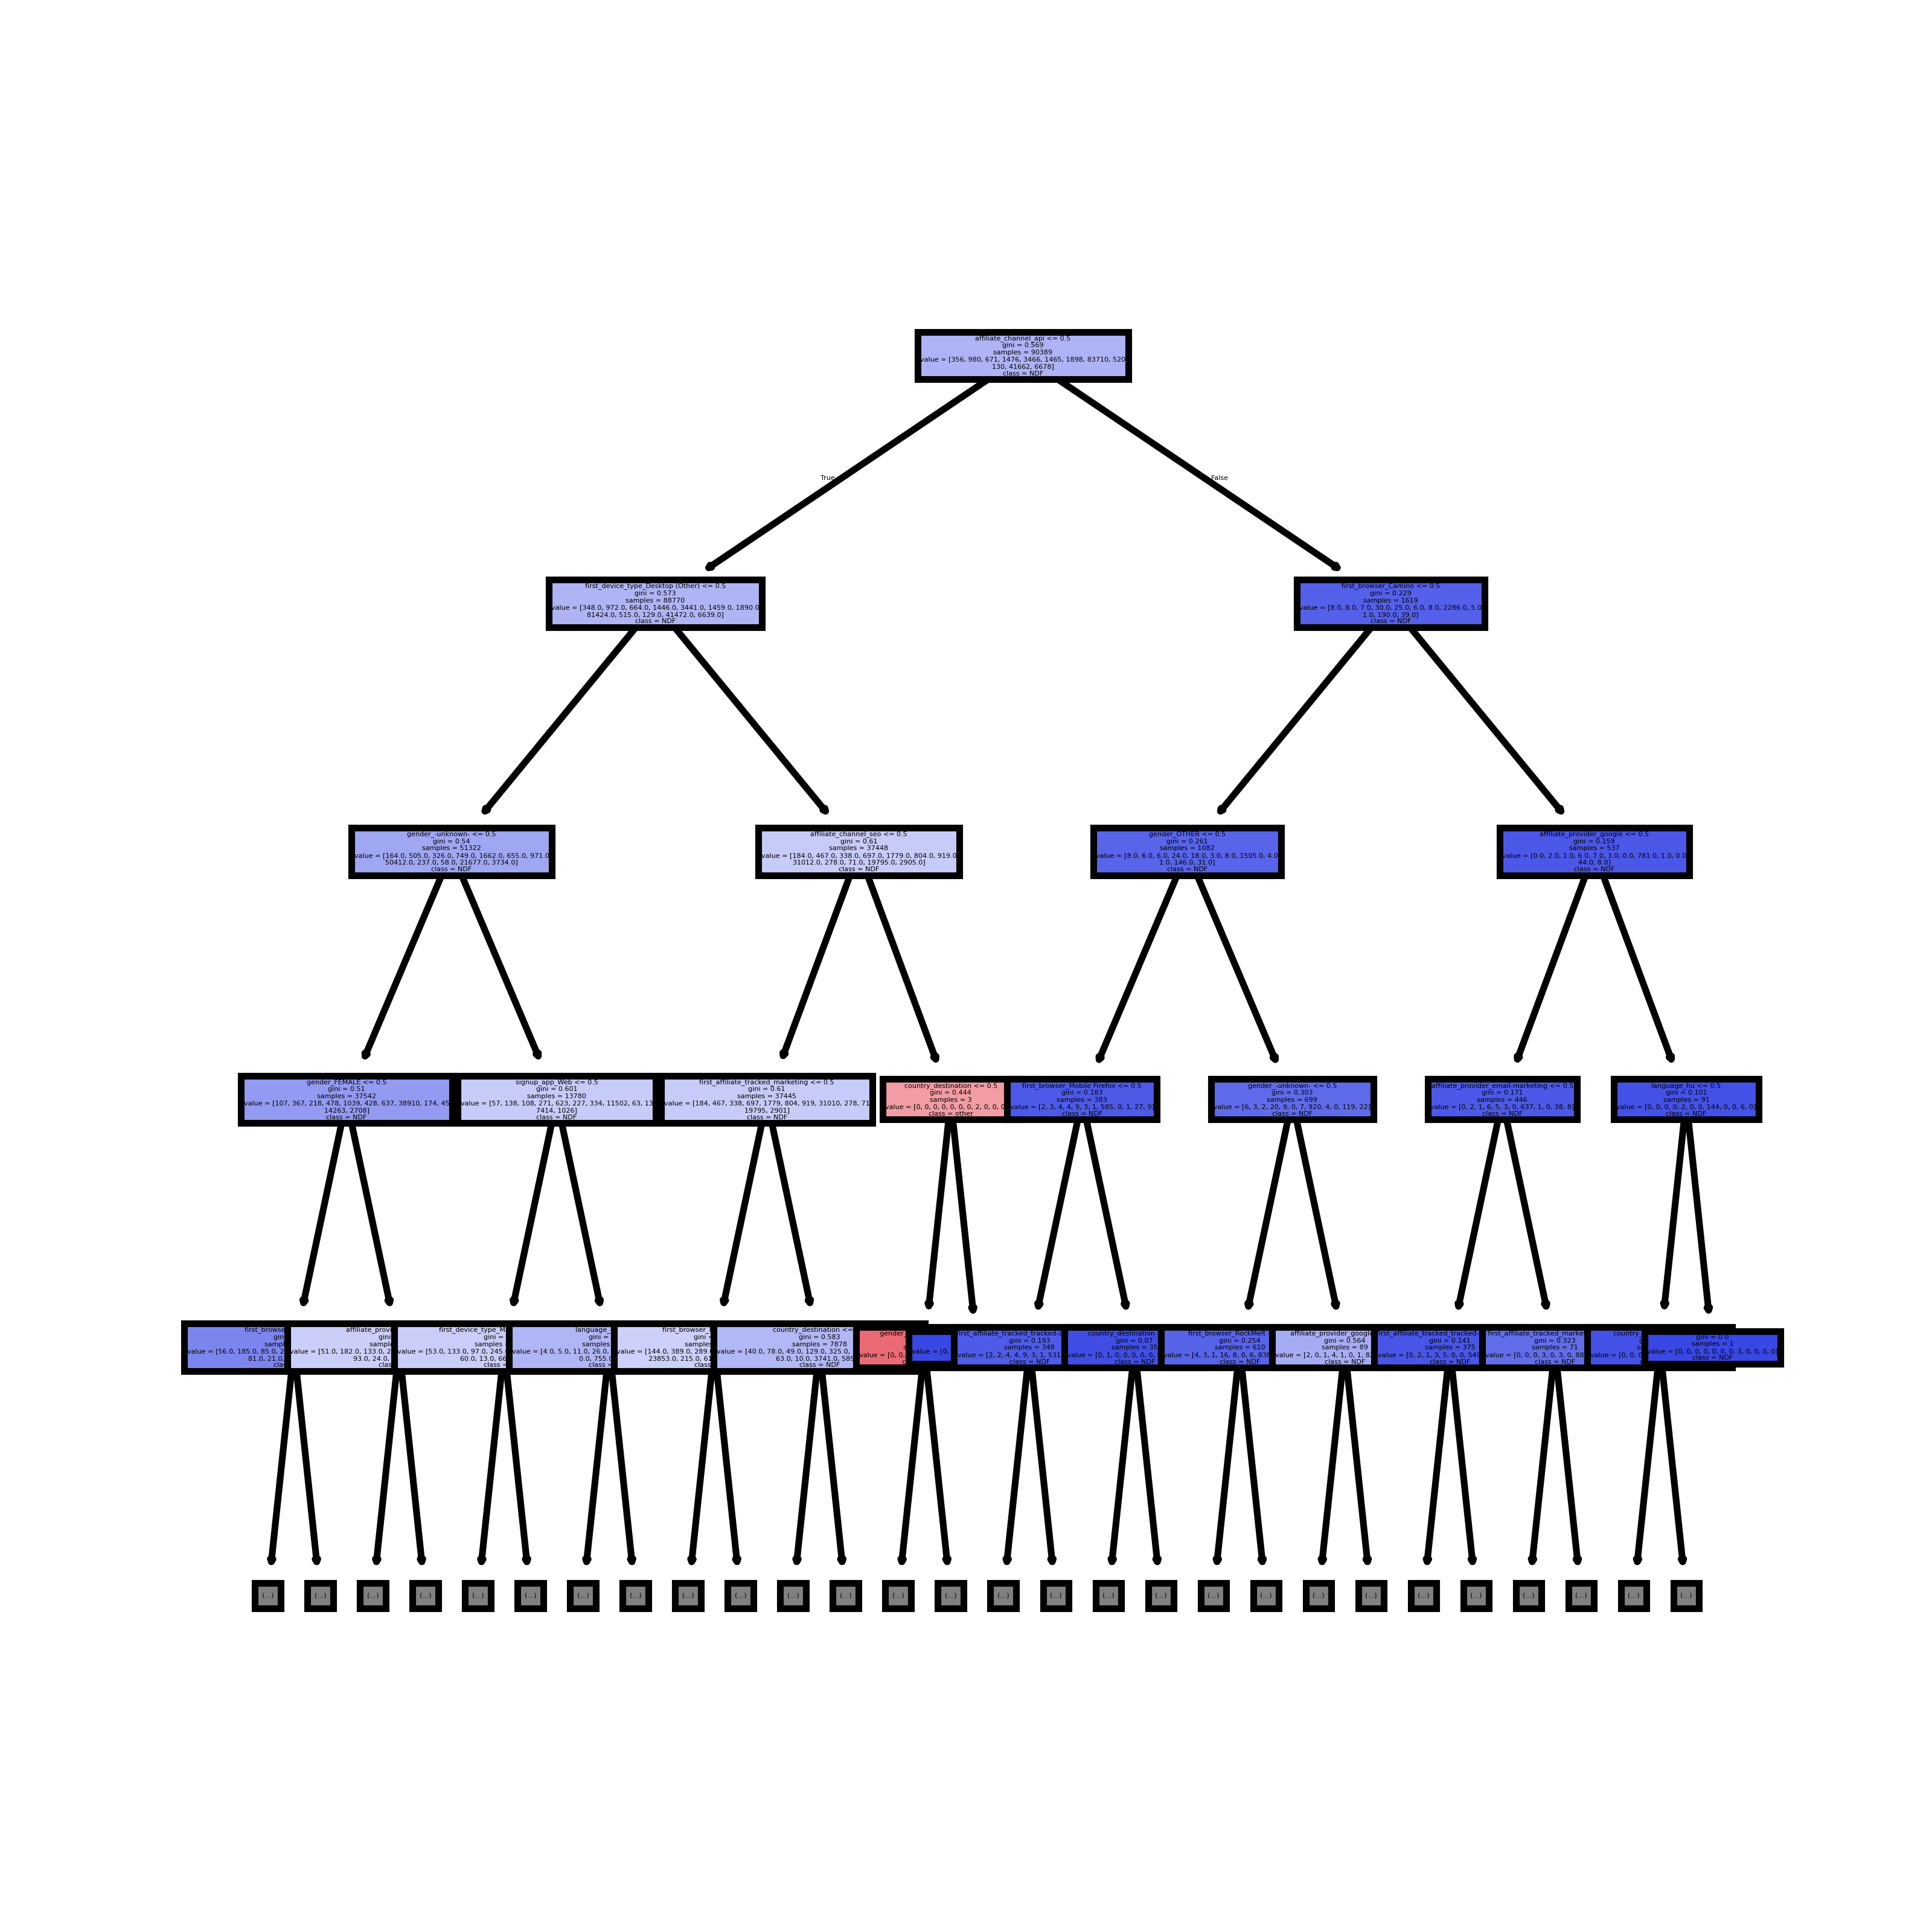 affiliate_channel_api <= 0.5
gini = 0.569
samples = 90389
value = [356, 980, 671, 1476, 3466, 1465, 1898, 83710, 520
130, 41662, 6678]
class = NDF
True
False
first_device_type_Desktop (Other) <= 0.5
gini = 0.573
samples = 88770
value = [348.0, 972.0, 664.0, 1446.0, 3441.0, 1459.0, 1890.0
81424.0, 515.0, 129.0, 41472.0, 6639.0]
class = NDF
first_browser_Camino <= 0.5
gini = 0.229
samples = 1619
value = [8.0, 8.0, 7.0, 30.0, 25.0, 6.0, 8.0, 2286.0, 5.0
1.0, 190.0, 39.0]
class = NDF
gender_-unknown- <= 0.5
gini = 0.54
samples = 51322
value = [164.0, 505.0, 326.0, 749.0, 1662.0, 655.0, 971.0
50412.0, 237.0, 58.0, 21677.0, 3734.0]
class = NDF
affiliate_channel_seo <= 0.5
gini = 0.61
samples = 37448
value = [184.0, 467.0, 338.0, 697.0, 1779.0, 804.0, 919.0
31012.0, 278.0, 71.0, 19795.0, 2905.0]
class = NDF
gender_OTHER <= 0.5
gini = 0.261
samples = 1082
value = [8.0, 6.0, 6.0, 24.0, 18.0, 3.0, 8.0, 1505.0, 4.0
1.0, 146.0, 31.0]
class = NDF
affiliate_provider_google <= 0.5
gini = 0.159
samples = 537
value = [0.0, 2.0, 1.0, 6.0, 7.0, 3.0, 0.0, 781.0, 1.0, 0.0
44.0, 8.0]
class = NDF
gender_FEMALE <= 0.5
gini = 0.51
samples = 37542
value = [107, 367, 218, 478, 1039, 428, 637, 38910, 174, 45
14263, 2708]
class = NDF
signup_app_Web <= 0.5
gini = 0.601
samples = 13780
value = [57, 138, 108, 271, 623, 227, 334, 11502, 63, 13
7414, 1026]
class = NDF
first_affiliate_tracked_marketing <= 0.5
gini = 0.61
samples = 37445
value = [184, 467, 338, 697, 1779, 804, 919, 31010, 278, 71
19795, 2901]
class = NDF
country_destination <= 0.5
gini = 0.444
samples = 3
value = [0, 0, 0, 0, 0, 0, 0, 2, 0, 0, 0
class = other
first_browser_Mobile Firefox <= 0.5
gini = 0.183
samples = 383
value = [2, 3, 4, 4, 9, 3, 1, 585, 0, 1, 27, 9]
class = NDF
gender_-unknown- <= 0.5
gini = 0.303
samples = 699
value = [6, 3, 2, 20, 9, 0, 7, 920, 4, 0, 119, 22]
class = NDF
affiliate_provider_email-marketing <= 0.5
gini = 0.171
samples = 446
value = [0, 2, 1, 6, 5, 3, 0, 637, 1, 0, 38, 8]
class = NDF
language_hu <= 0.5
gini = 0.101
samples = 91
value = [0, 0, 0, 0, 2, 0, 0, 144, 0, 0, 6, 0]
class = NDF
first_browse
gin
sampl
value = [56.0, 185.0, 85.0, 2
81.0, 21.0,
cla
affiliate_provi
gini
sampl
value = [51.0, 182.0, 133.0, 2
93.0, 24.0,
clas
first_device_type_M
gini =
samples
value = [53.0, 133.0, 97.0, 245.
60.0, 13.0, 66
class
language_
gini =
samples
value = [4.0, 5.0, 11.0, 26.0,
0.0, 755.
class =
first_browser_
gini
samples
value = [144.0, 389.0, 289.
23853.0, 215.0, 61
class
country_destination <=
gini = 0.583
samples = 7878
value = [40.0, 78.0, 49.0, 129.0, 325.0,
63.0, 10.0, 3741.0, 589
class = NDF
gender_
value = [0, 0,
value = [0,
first_affiliate_tracked_tracked-
gini = 0.193
samples = 348
value = [2, 2, 4, 4, 9, 3, 1, 531
class = NDF
country_destination
gini = 0.07
samples = 35
value = [0, 1, 0, 0, 0, 0, 0,
class = NDF
first_browser_RockMelt
gini = 0.254
samples = 610
value = [4, 3, 1, 16, 8, 0, 6, 838
class = NDF
affiliate_provider_google
gini = 0.564
samples = 89
value = [2, 0, 1, 4, 1, 0, 1, 8
class = NDF
first_affiliate_tracked_tracked-
gini = 0.141
samples = 375
value = [0, 2, 1, 3, 5, 0, 0, 549
class = NDF
first_affiliate_tracked_marke
gini = 0.323
samples = 71
value = [0, 0, 0, 3, 0, 3, 0, 88
class = NDF
country_
value = [0, 0, 0
gini = 0.0
samples = 1
value = [0, 0, 0, 0, 0, 0, 0, 3, 0, 0, 0, 0]
class = NDF
(...) (...) (...) (...) (...) (...) (...) (...) (...) (...) (...) (...) (...) (...) (...) (...) (...) (...) (...) (...) (...) (...) (...) (...) (...) (...) (...) (...)